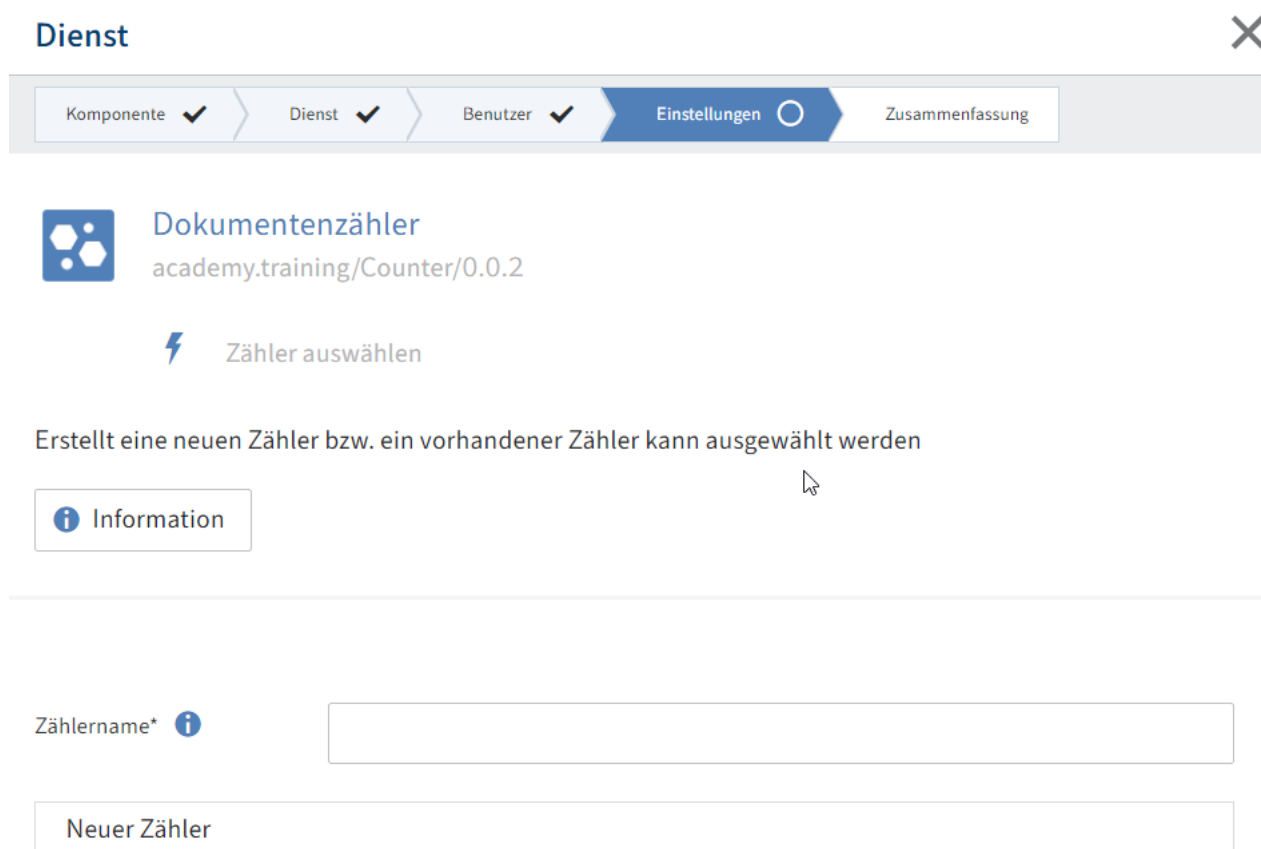 Dienst
Komponente Dienst Benutzer Einstellungen Zusammenfassung
Dokumentenzähler
academy.training/Counter/0.0.2
Zähler auswählen
Erstellt eine neuen Zähler bzw. ein vorhandener Zähler kann ausgewählt werden
Information
Zählername*
Neuer Zähler